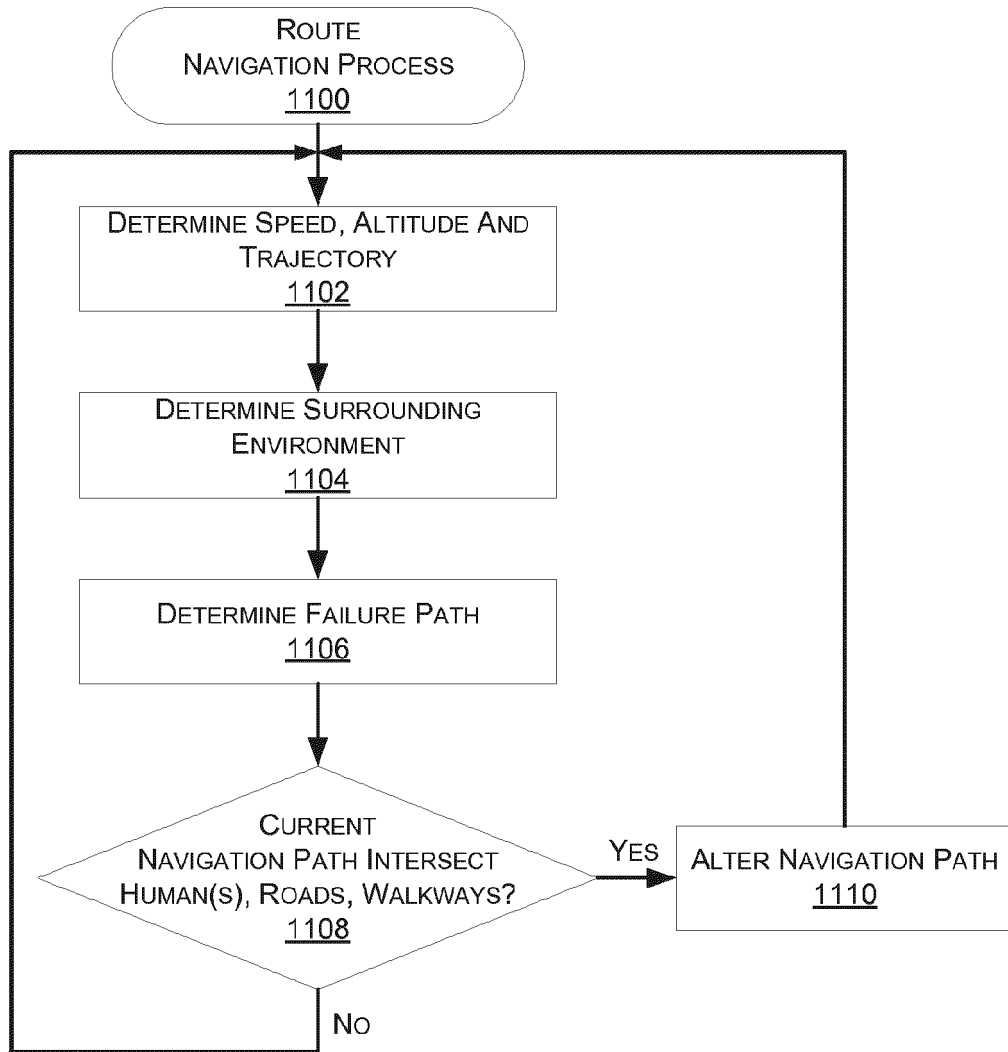 ROUTE
NAVIGATION PROCESS
1100
DETERMINE SPEED, ALTITUDE AND
TRAJECTORY
1102
DETERMINE SURROUNDING
ENVIRONMENT
1104
DETERMINE FAILURE PATH
1106
CURRENT
NAVIGATION PATH INTERSECT
HUMAN(S), ROADS, WALKWAYS?
1108
YES
ALTER NAVIGATION PATH
1110
NO